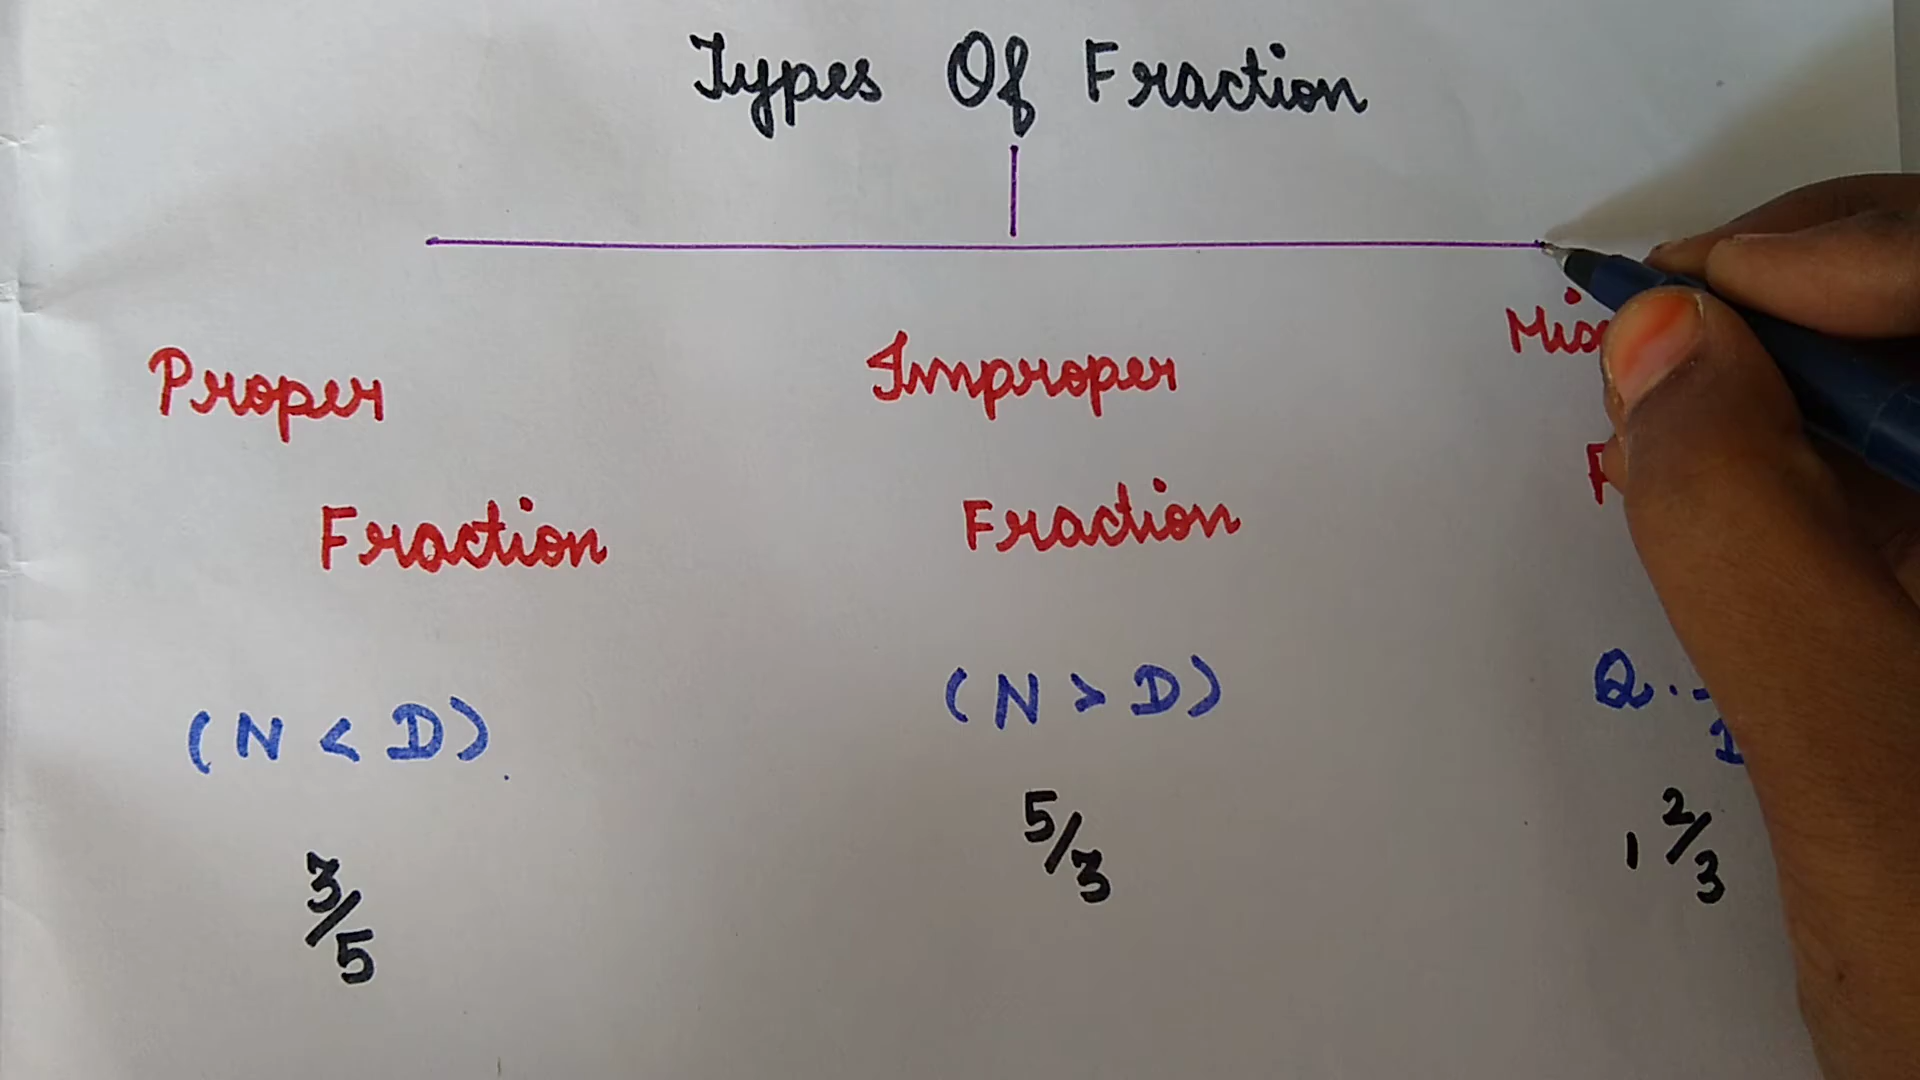 Types Of Fraction
Proper
Fraction
(N < D)
3/5
Improper
Fraction
(N > D)
5/3
Q.
1 2/3